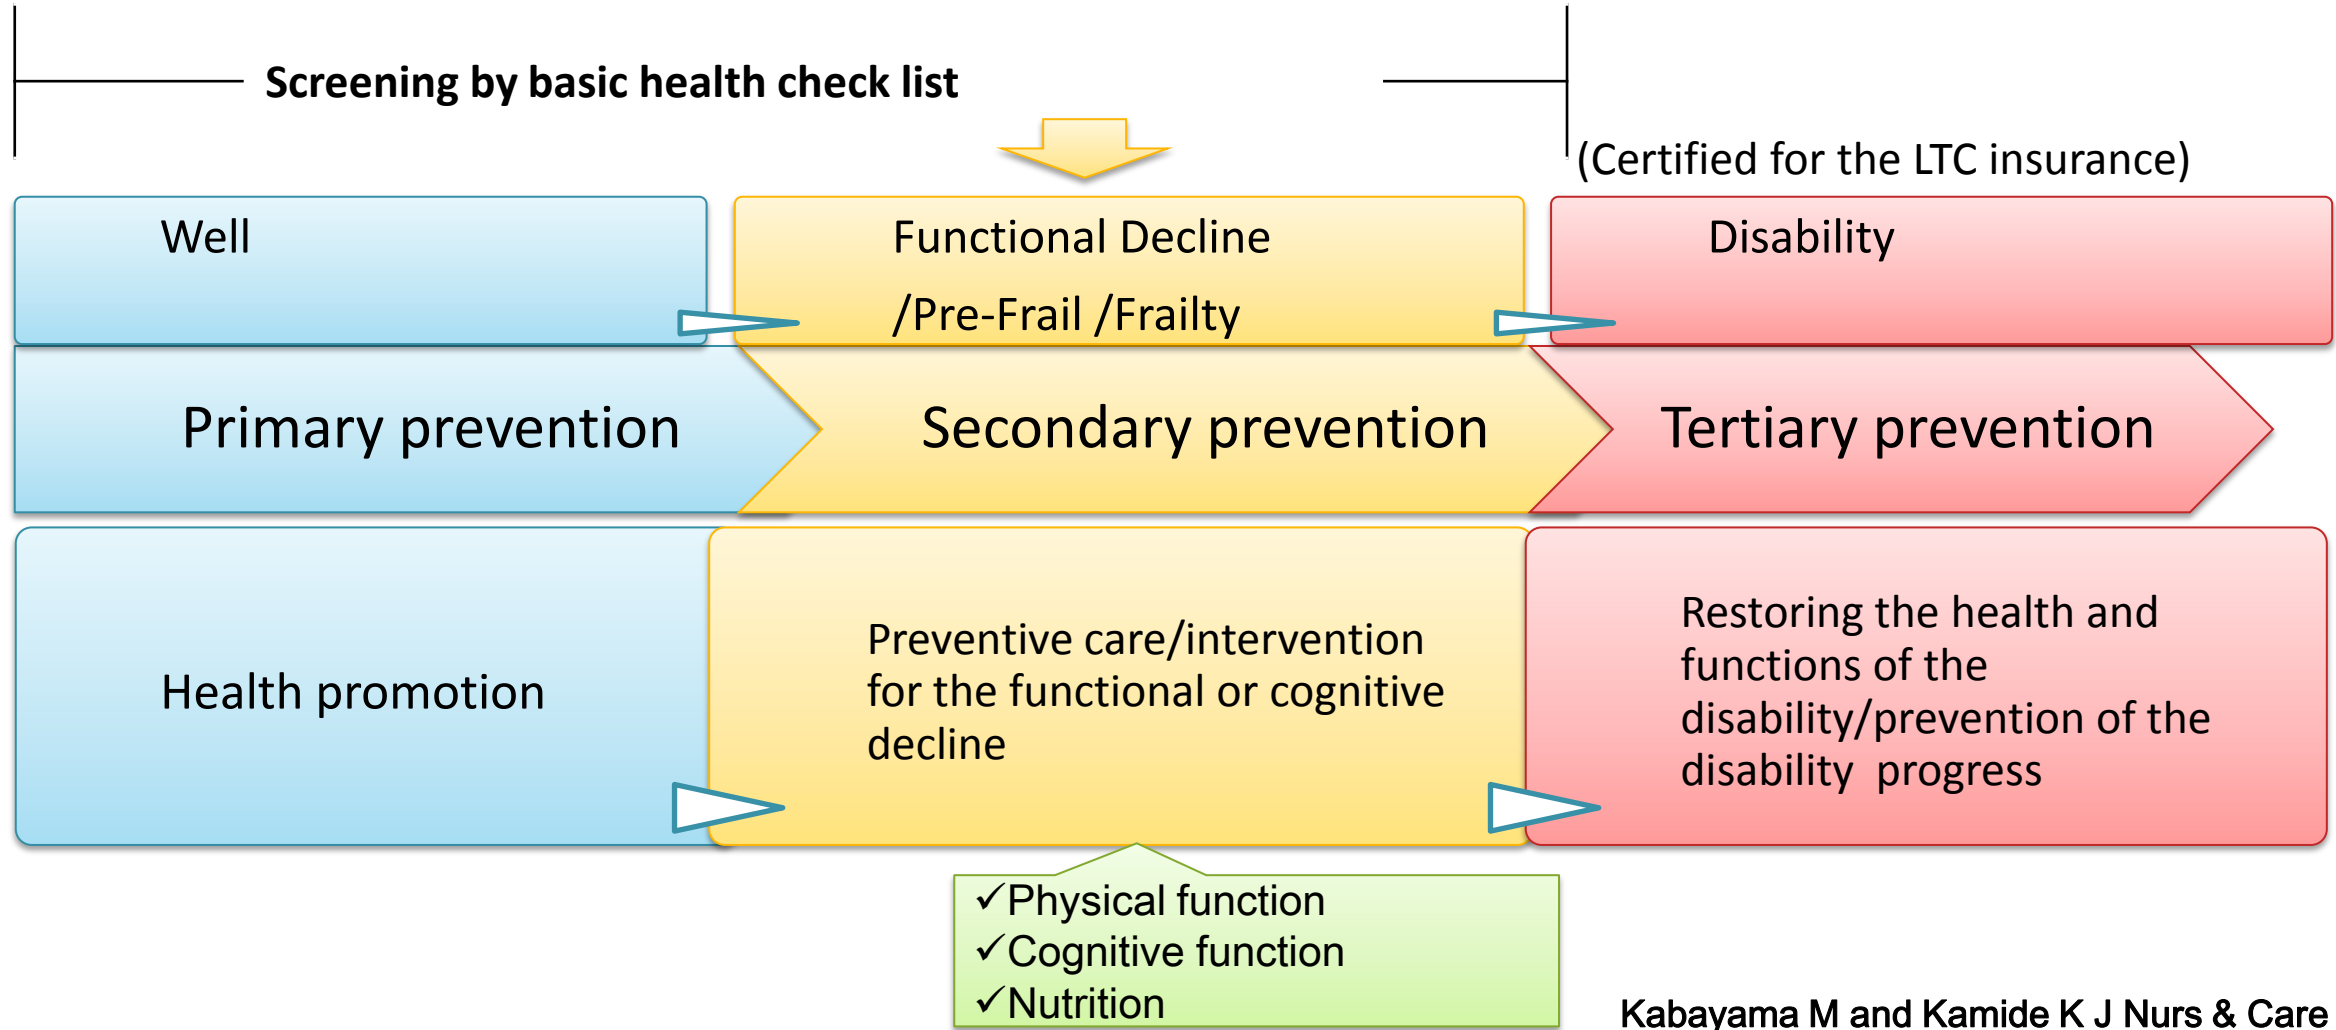 Screening by basic health check list
(Certified for the LTC insurance)
Well
Functional Decline
/Pre-Frail /Frailty
Disability
Primary prevention
Secondary prevention
Tertiary prevention
Health promotion
Preventive care/intervention
for the functional or cognitive
decline
Restoring the health and
functions of the
disability/prevention of the
disability  progress
✓Physical function
✓Cognitive function
✓Nutrition
Kabayama M and Kamide K J Nurs & Care